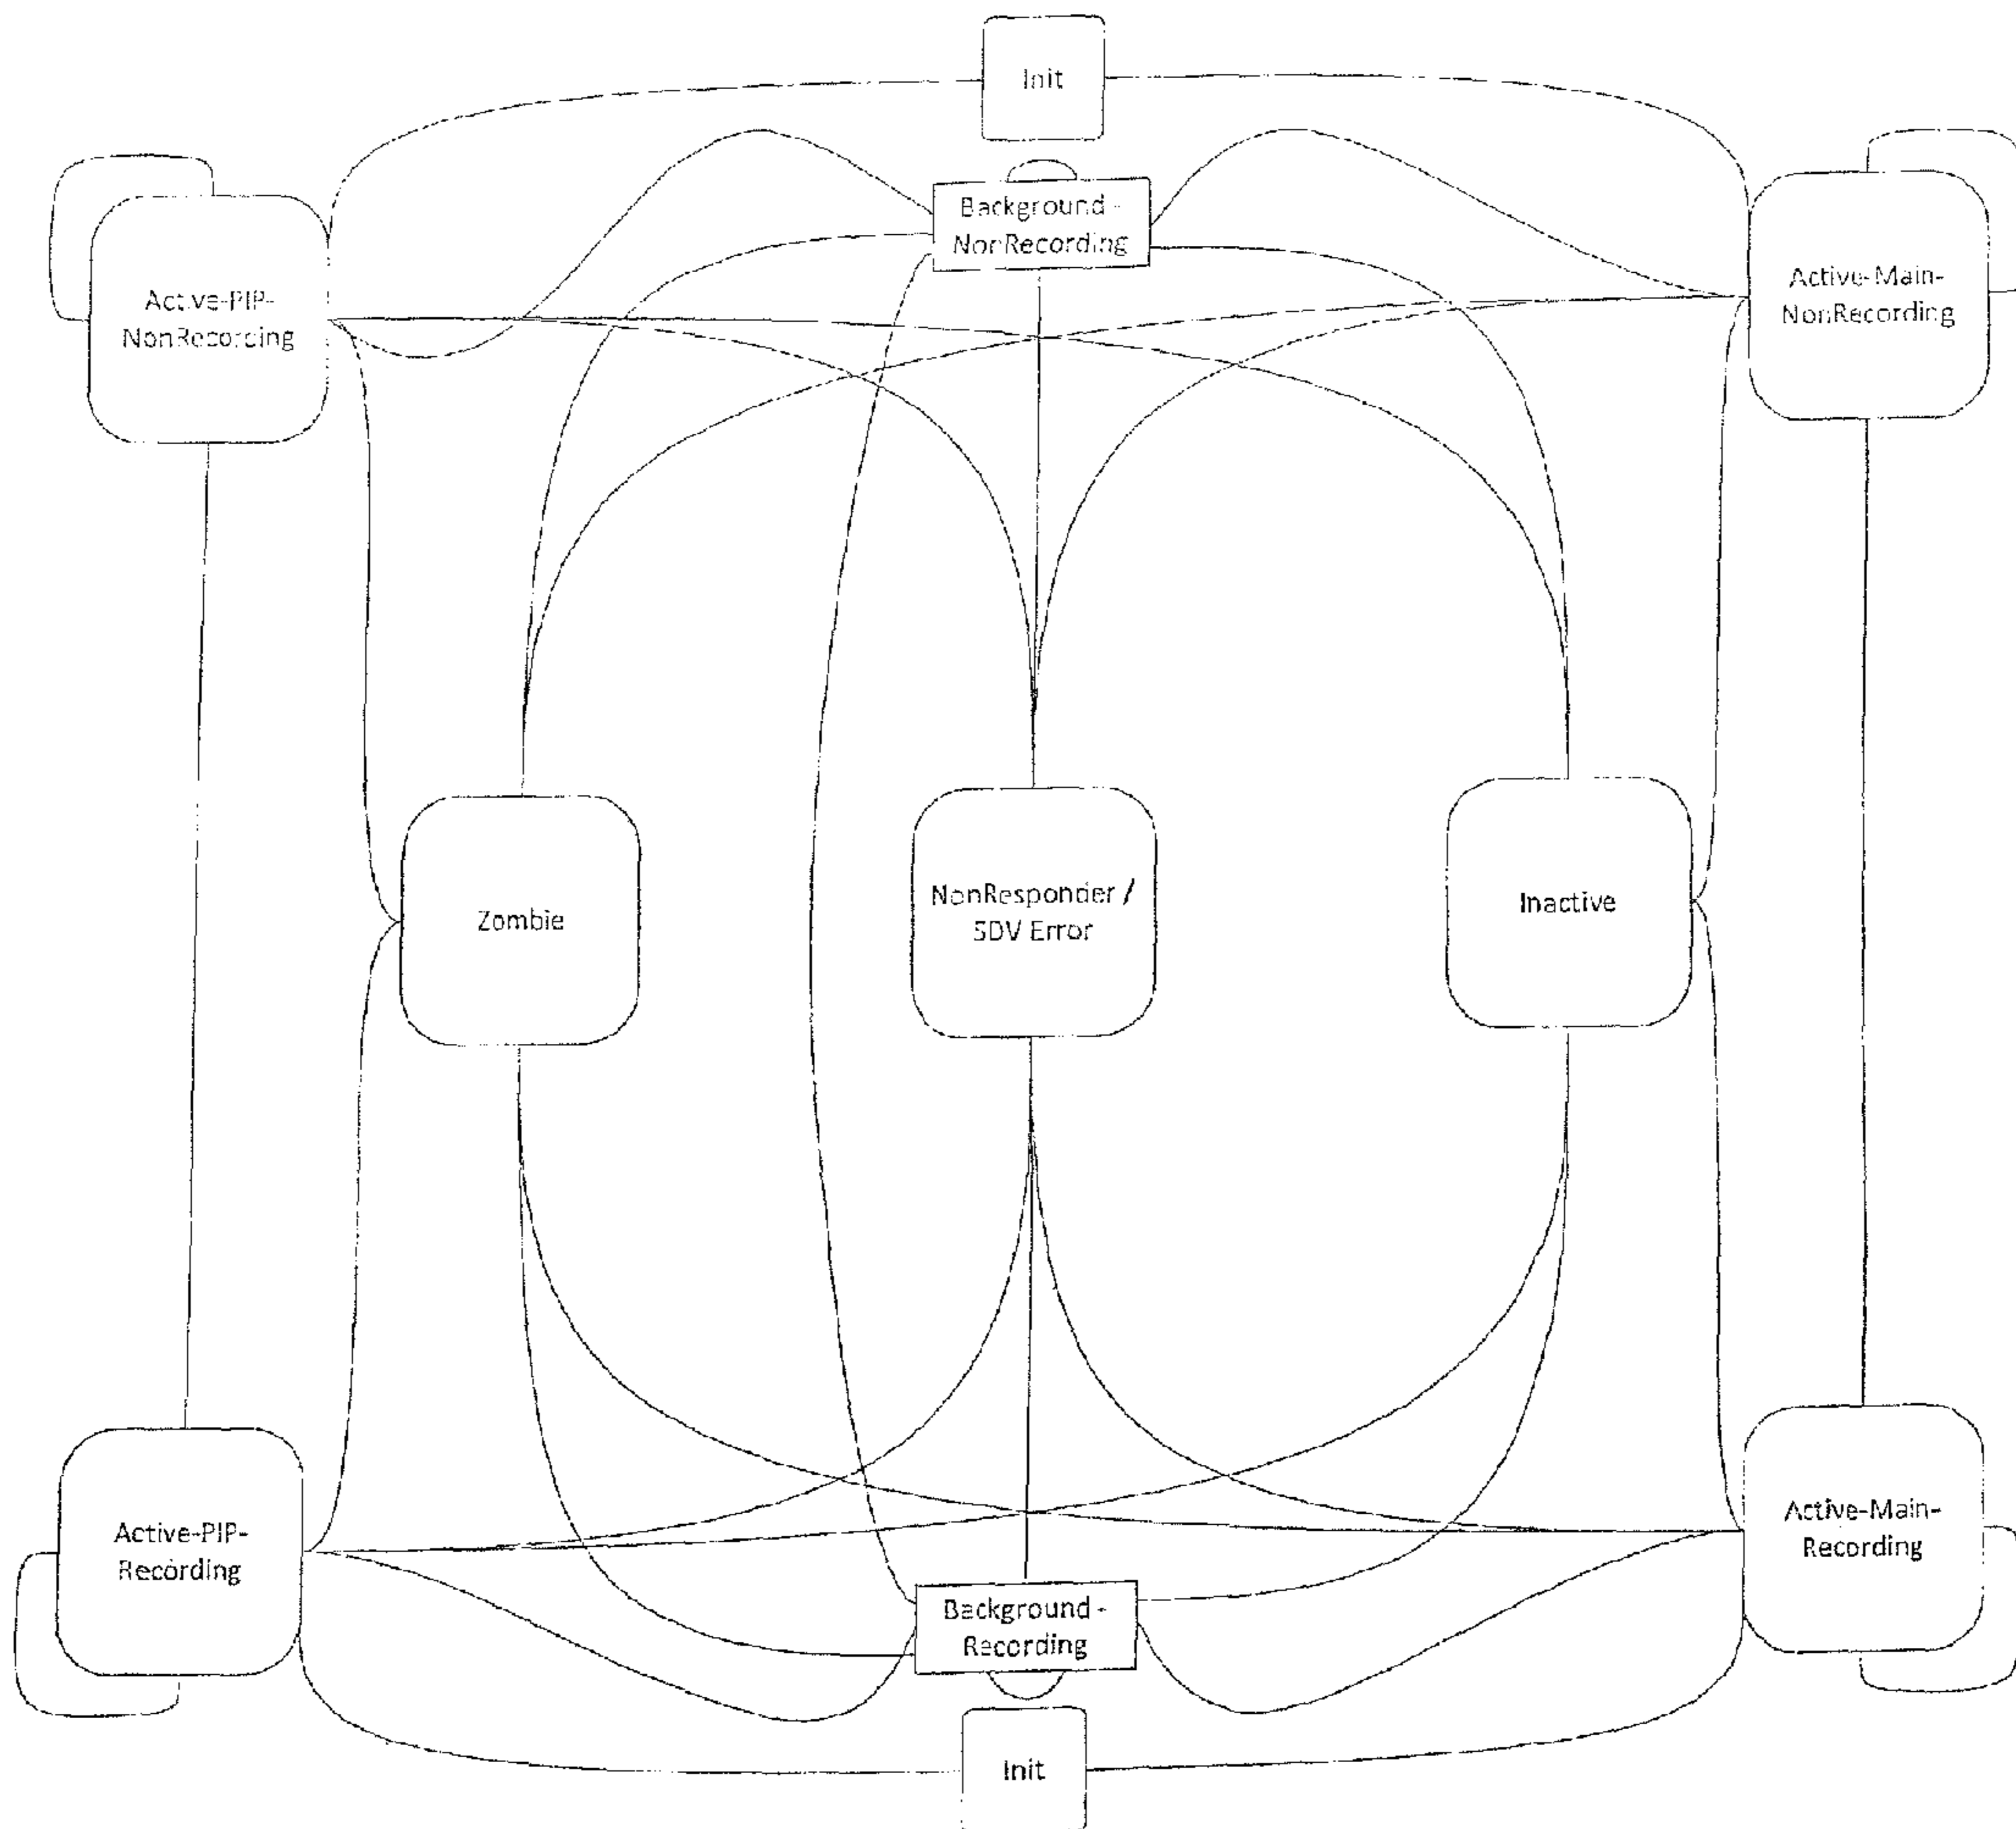 Init
Background -
NonRecording
Active-PIP-
NonRecording
Active-Main-
NonRecording
Zombie
NonResponder /
SDV Error
Inactive
Active-PIP-
Recording
Active-Main-
Recording
Background -
Recording
Init